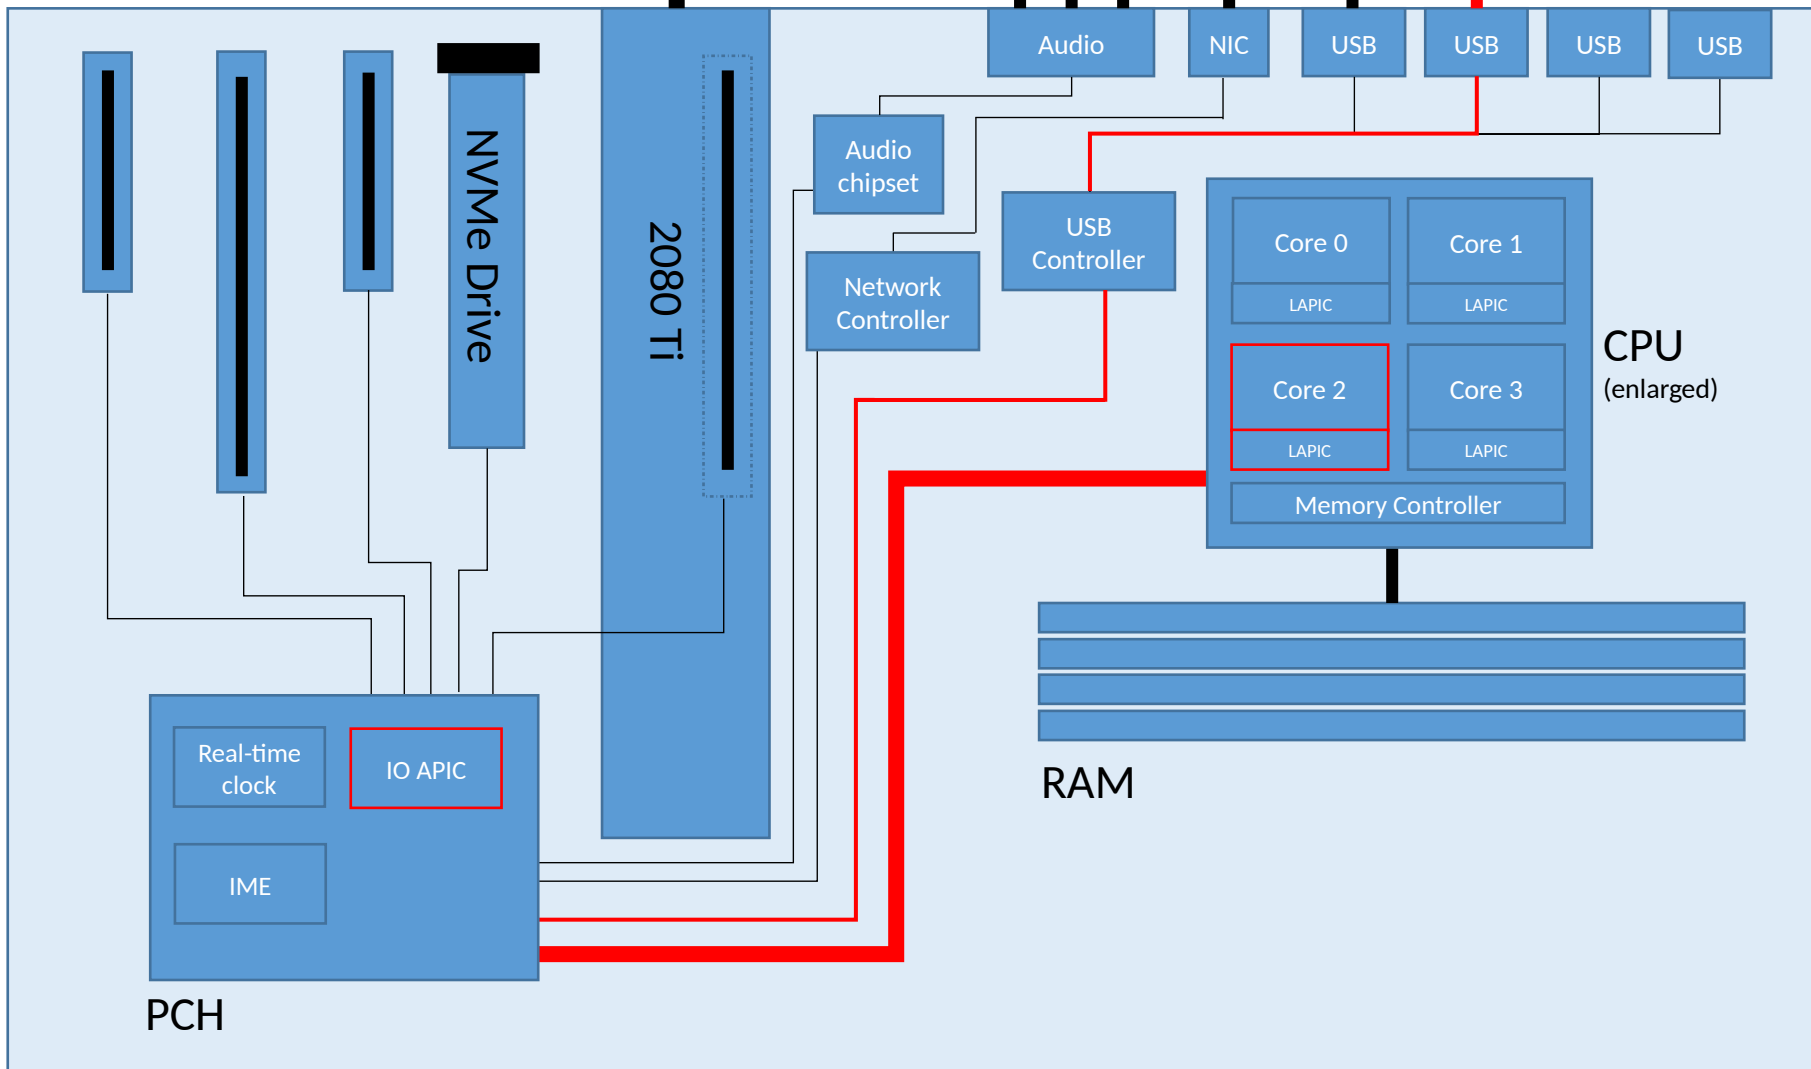 Audio
NIC
USB
USB
USB
USB
NVMe Drive
2080 Ti
Audio
chipset
Network
Controller
USB
Controller
Core 0
LAPIC
Core 1
LAPIC
Core 2
LAPIC
Core 3
LAPIC
Memory Controller
CPU
(enlarged)
RAM
Real-time
clock
IO APIC
IME
PCH